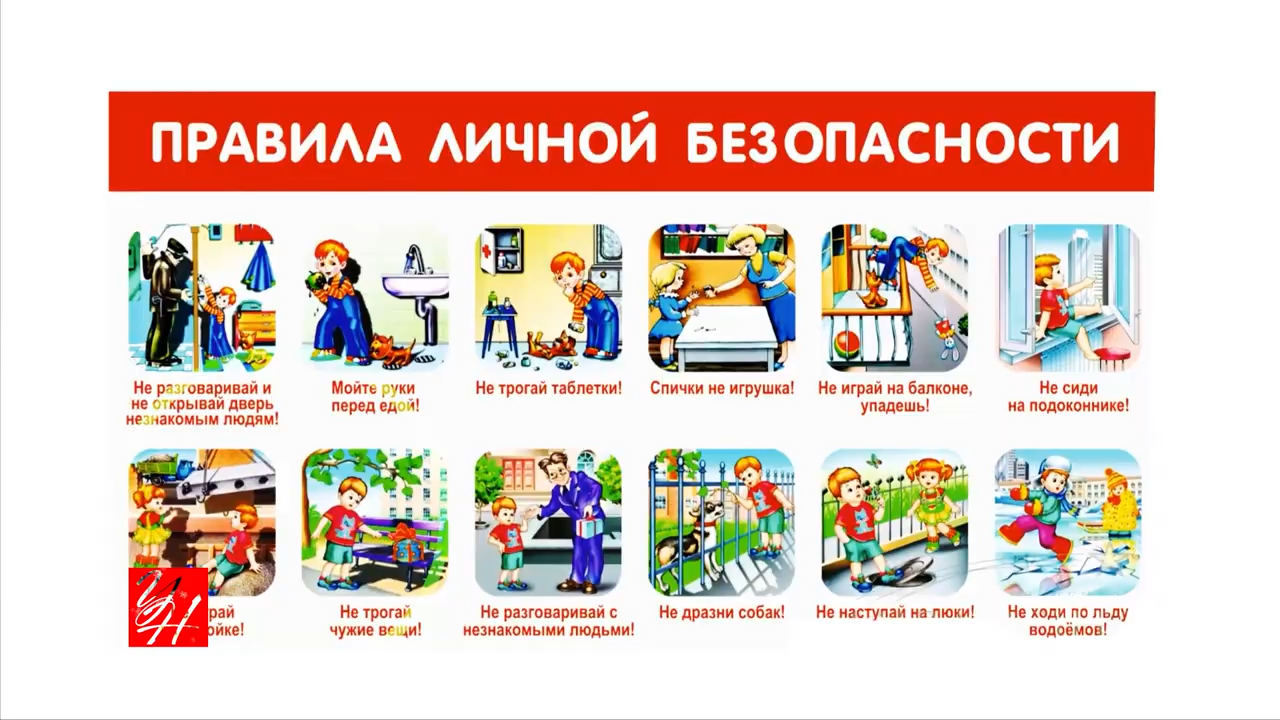 ПРАВИЛА ЛИЧНОЙ БЕЗОПАСНОСТИ
Не разговаривай и
не открывай дверь
незнакомым людям!
Мойте руки
перед едой!
Не трогай таблетки!
Спички не игрушка!
Не играй на балконе,
упадешь!
Не сиди
на подоконнике!
Не трогай
чужие вещи!
Не разговаривай с
незнакомыми людьми!
Не дразни собак!
Не наступай на люки!
Не ходи по льду
водоёмов!
УН